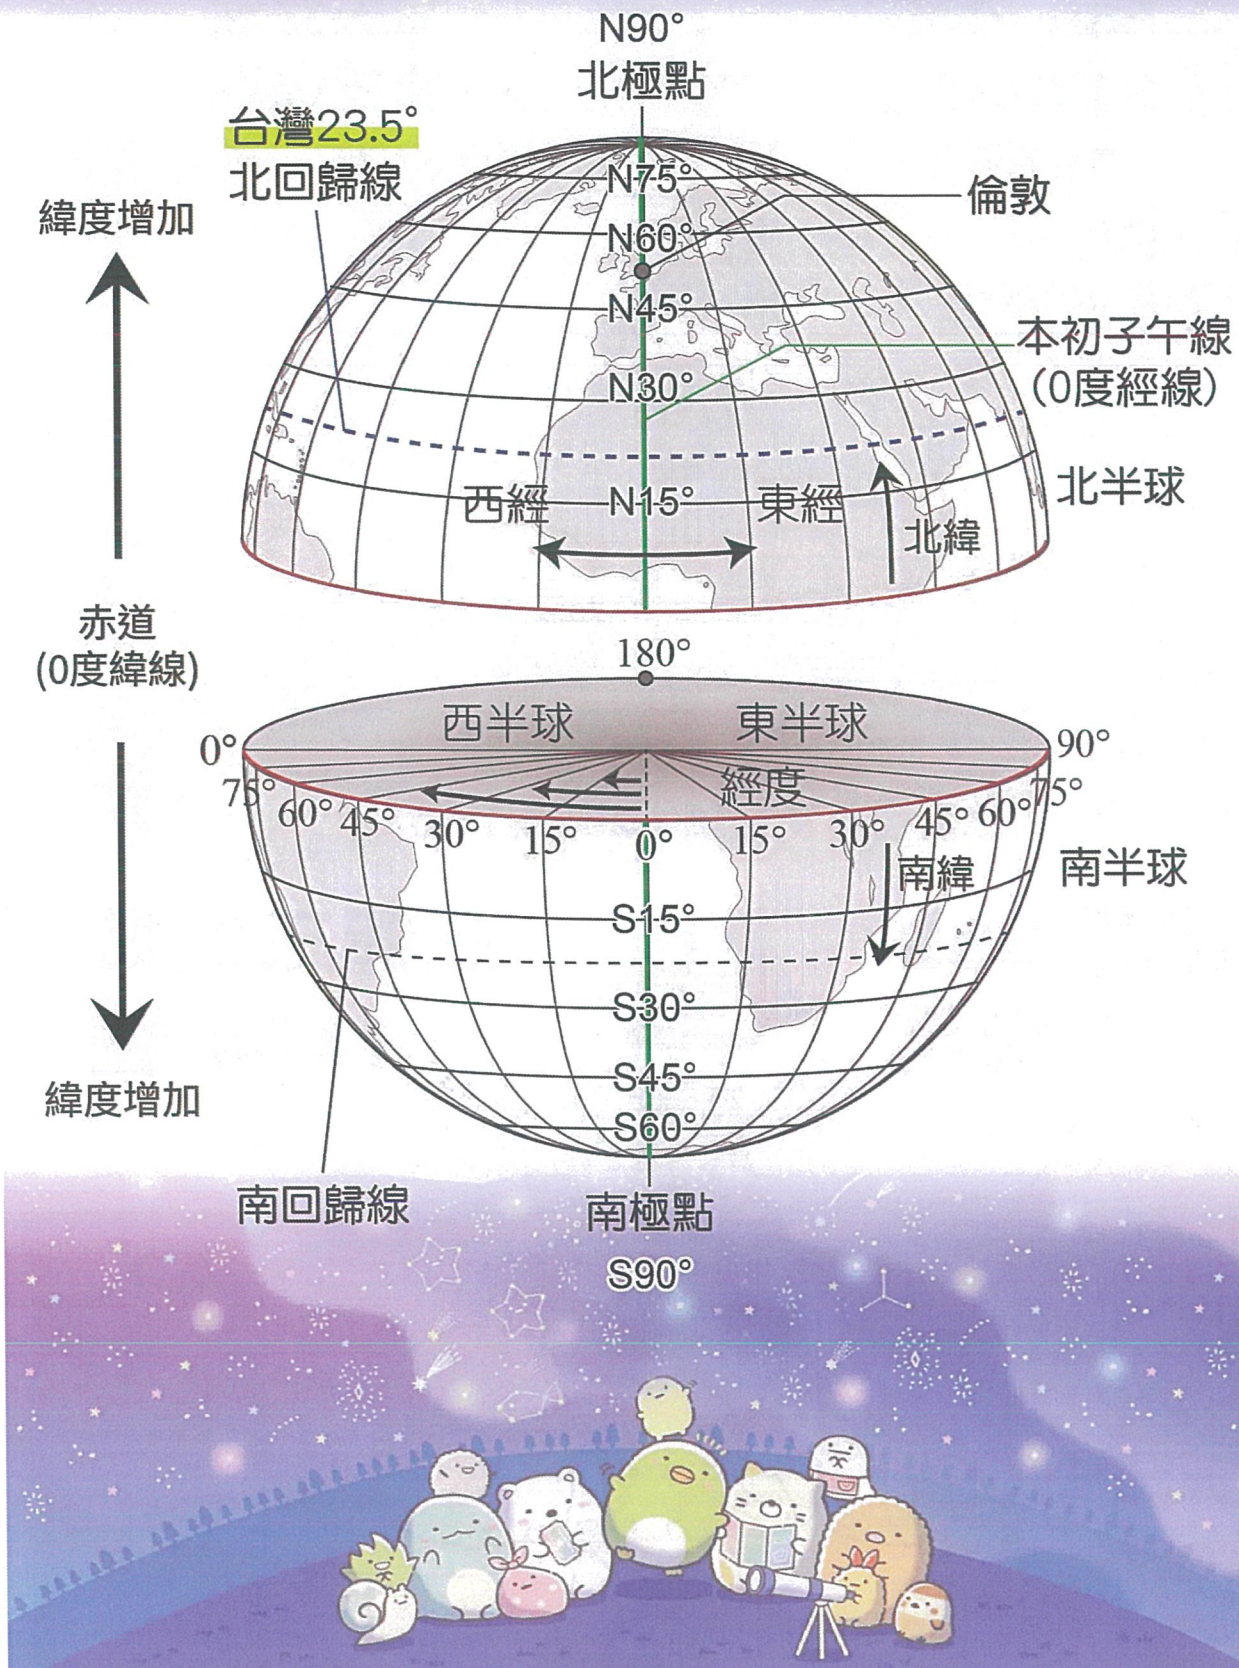 N90°
北極點
台灣23.5°
北回歸線
緯度增加
N75°
倫敦
N60°
N45°
本初子午線
(0度經線)
N30°
北半球
西經
N15°
東經
北緯
赤道
(0度緯線)
180°
西半球
東半球
0°
90°
經度
75°
60°
45°
30°
15°
0°
15°
30°
45°
60°
75°
南緯
南半球
S15°
S30°
S45°
S60°
緯度增加
南回歸線
南極點
S90°